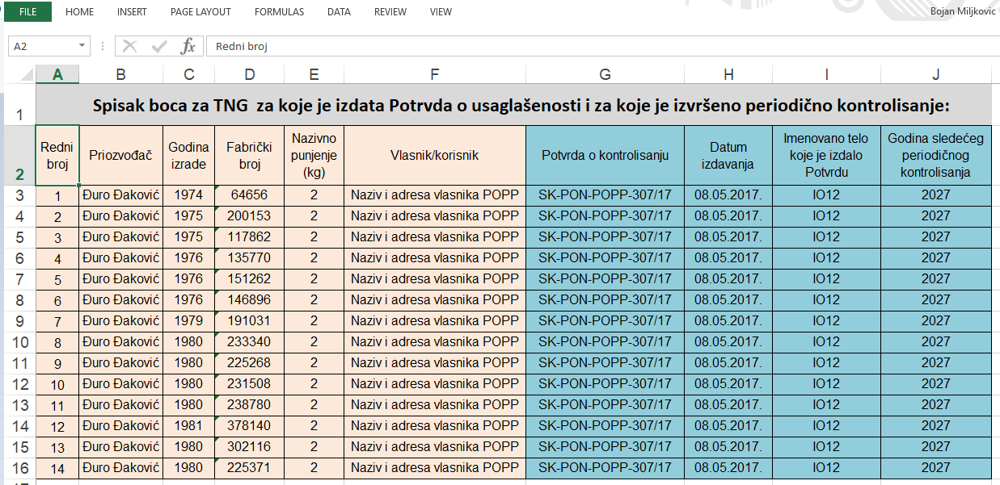 FILE HOME INSERT PAGE LAYOUT FORMULAS DATA REVIEW VIEW Bojan Miljkovic
A2 fx Redni broj
A B C D E F G H I J
1 Spisak boca za TNG za koje je izdata Potrvda o usaglašenosti i za koje je izvršeno periodično kontrolisanje:
2 Redni broj Priozvođač Godina izrade Fabrički broj Nazivno punjenje (kg) Vlasnik/korisnik Potvrda o kontrolisanju Datum izdavanja Imenovano telo koje je izdalo Potvrdu Godina sledećeg periodičnog kontrolisanja
3 1 Đuro Đaković 1974 64656 2 Naziv i adresa vlasnika POPP SK-PON-POPP-307/17 08.05.2017. IO12 2027
4 2 Đuro Đaković 1975 200153 2 Naziv i adresa vlasnika POPP SK-PON-POPP-307/17 08.05.2017. IO12 2027
5 3 Đuro Đaković 1975 117862 2 Naziv i adresa vlasnika POPP SK-PON-POPP-307/17 08.05.2017. IO12 2027
6 4 Đuro Đaković 1976 135770 2 Naziv i adresa vlasnika POPP SK-PON-POPP-307/17 08.05.2017. IO12 2027
7 5 Đuro Đaković 1976 151262 2 Naziv i adresa vlasnika POPP SK-PON-POPP-307/17 08.05.2017. IO12 2027
8 6 Đuro Đaković 1976 146896 2 Naziv i adresa vlasnika POPP SK-PON-POPP-307/17 08.05.2017. IO12 2027
9 7 Đuro Đaković 1979 191031 2 Naziv i adresa vlasnika POPP SK-PON-POPP-307/17 08.05.2017. IO12 2027
10 8 Đuro Đaković 1980 233340 2 Naziv i adresa vlasnika POPP SK-PON-POPP-307/17 08.05.2017. IO12 2027
11 9 Đuro Đaković 1980 225268 2 Naziv i adresa vlasnika POPP SK-PON-POPP-307/17 08.05.2017. IO12 2027
12 10 Đuro Đaković 1980 231508 2 Naziv i adresa vlasnika POPP SK-PON-POPP-307/17 08.05.2017. IO12 2027
13 11 Đuro Đaković 1980 238780 2 Naziv i adresa vlasnika POPP SK-PON-POPP-307/17 08.05.2017. IO12 2027
14 12 Đuro Đaković 1981 378140 2 Naziv i adresa vlasnika POPP SK-PON-POPP-307/17 08.05.2017. IO12 2027
15 13 Đuro Đaković 1980 302116 2 Naziv i adresa vlasnika POPP SK-PON-POPP-307/17 08.05.2017. IO12 2027
16 14 Đuro Đaković 1980 225371 2 Naziv i adresa vlasnika POPP SK-PON-POPP-307/17 08.05.2017. IO12 2027